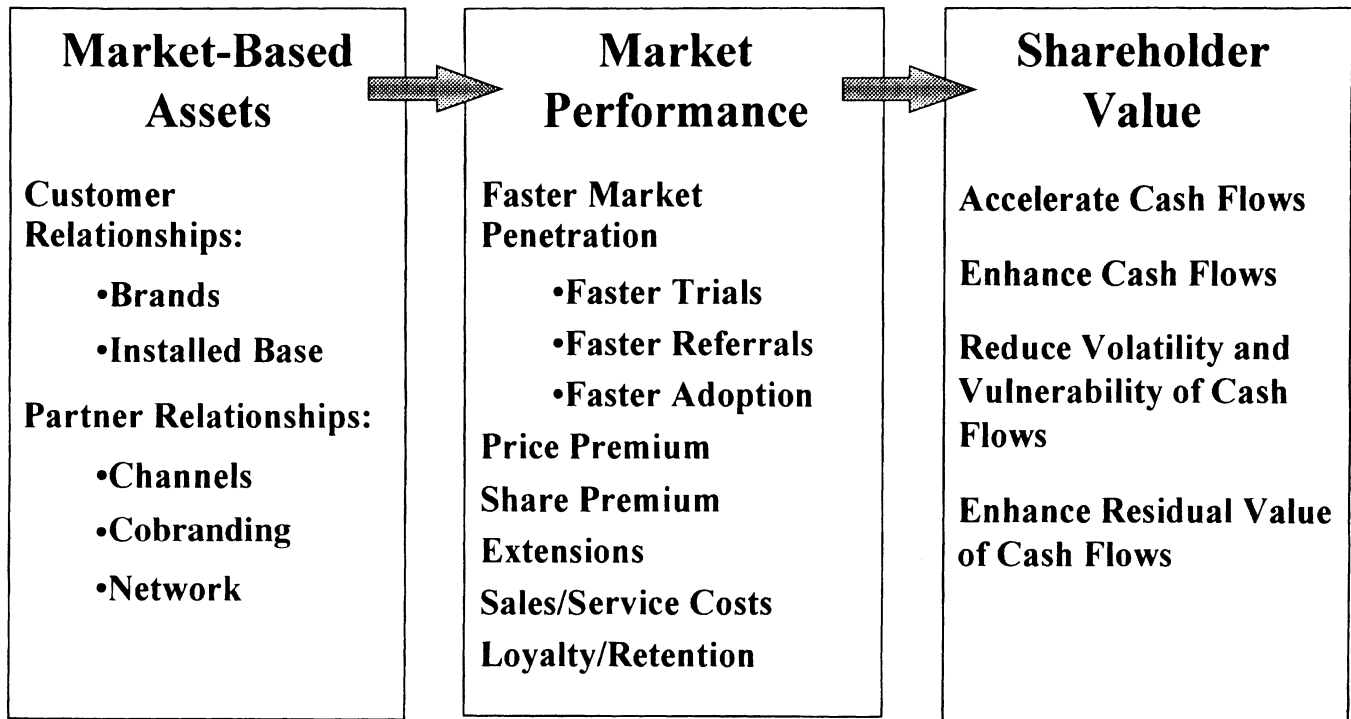 Market-Based
Assets
Customer
Relationships:
•Brands
•Installed Base
Partner Relationships:
•Channels
•Cobranding
•Network
Market
Performance
Faster Market
Penetration
•Faster Trials
•Faster Referrals
•Faster Adoption
Price Premium
Share Premium
Extensions
Sales/Service Costs
Loyalty/Retention
Shareholder
Value
Accelerate Cash Flows
Enhance Cash Flows
Reduce Volatility and
Vulnerability of Cash
Flows
Enhance Residual Value
of Cash Flows